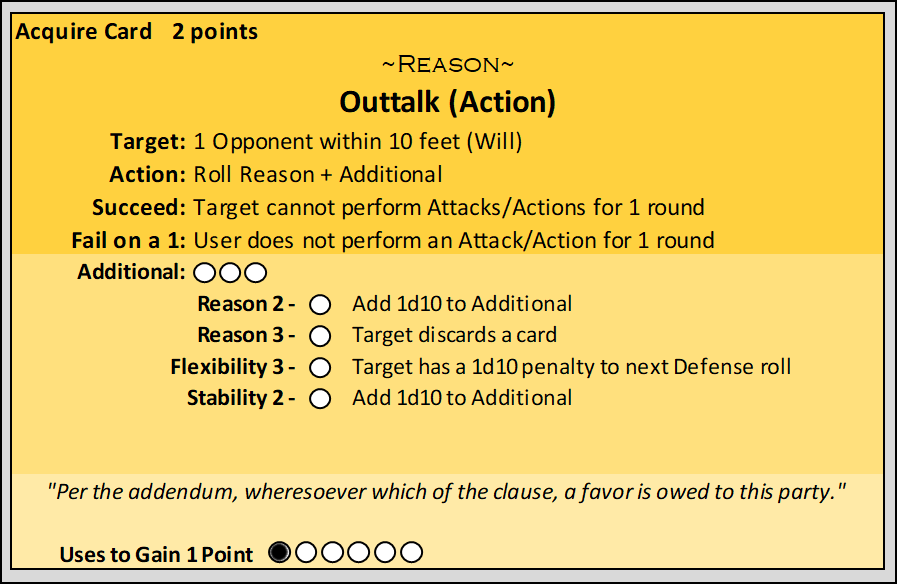 Acquire Card 2 points
~REASON~
Outtalk (Action)
Target: 1 Opponent within 10 feet (Will)
Action: Roll Reason + Additional
Succeed: Target cannot perform Attacks/Actions for 1 round
Fail on a 1: User does not perform an Attack/Action for 1 round
Additional:
Reason 2 - Add 1d10 to Additional
Reason 3 - Target discards a card
Flexibility 3 - Target has a 1d10 penalty to next Defense roll
Stability 2 - Add 1d10 to Additional
"Per the addendum, wheresoever which of the clause, a favor is owed to this party."
Uses to Gain 1 Point